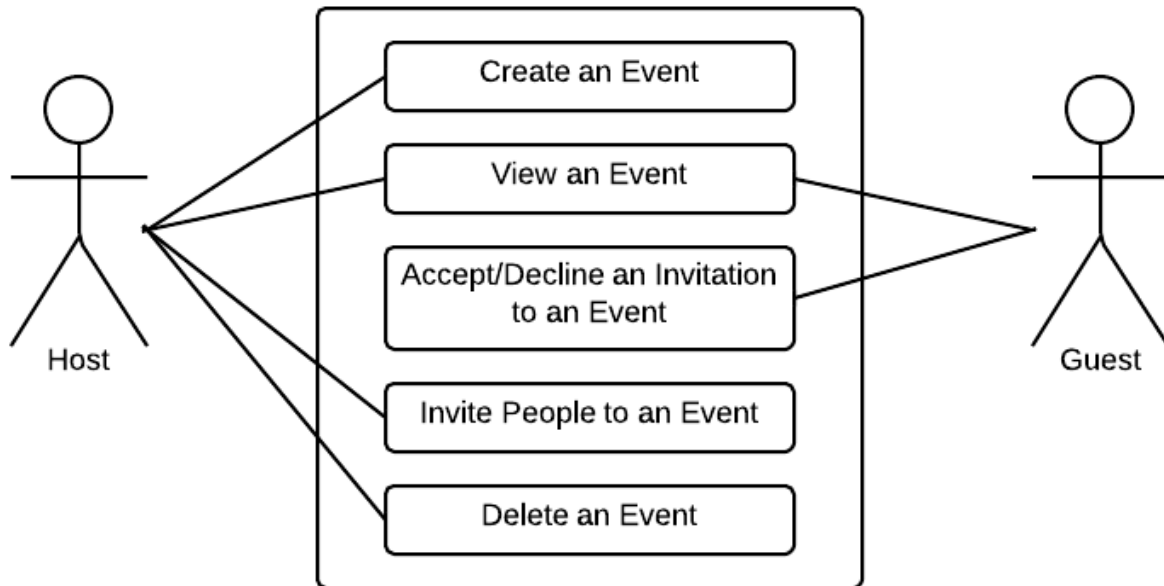 Create an Event
View an Event
Accept/Decline an Invitation
to an Event
Invite People to an Event
Delete an Event
Host
Guest